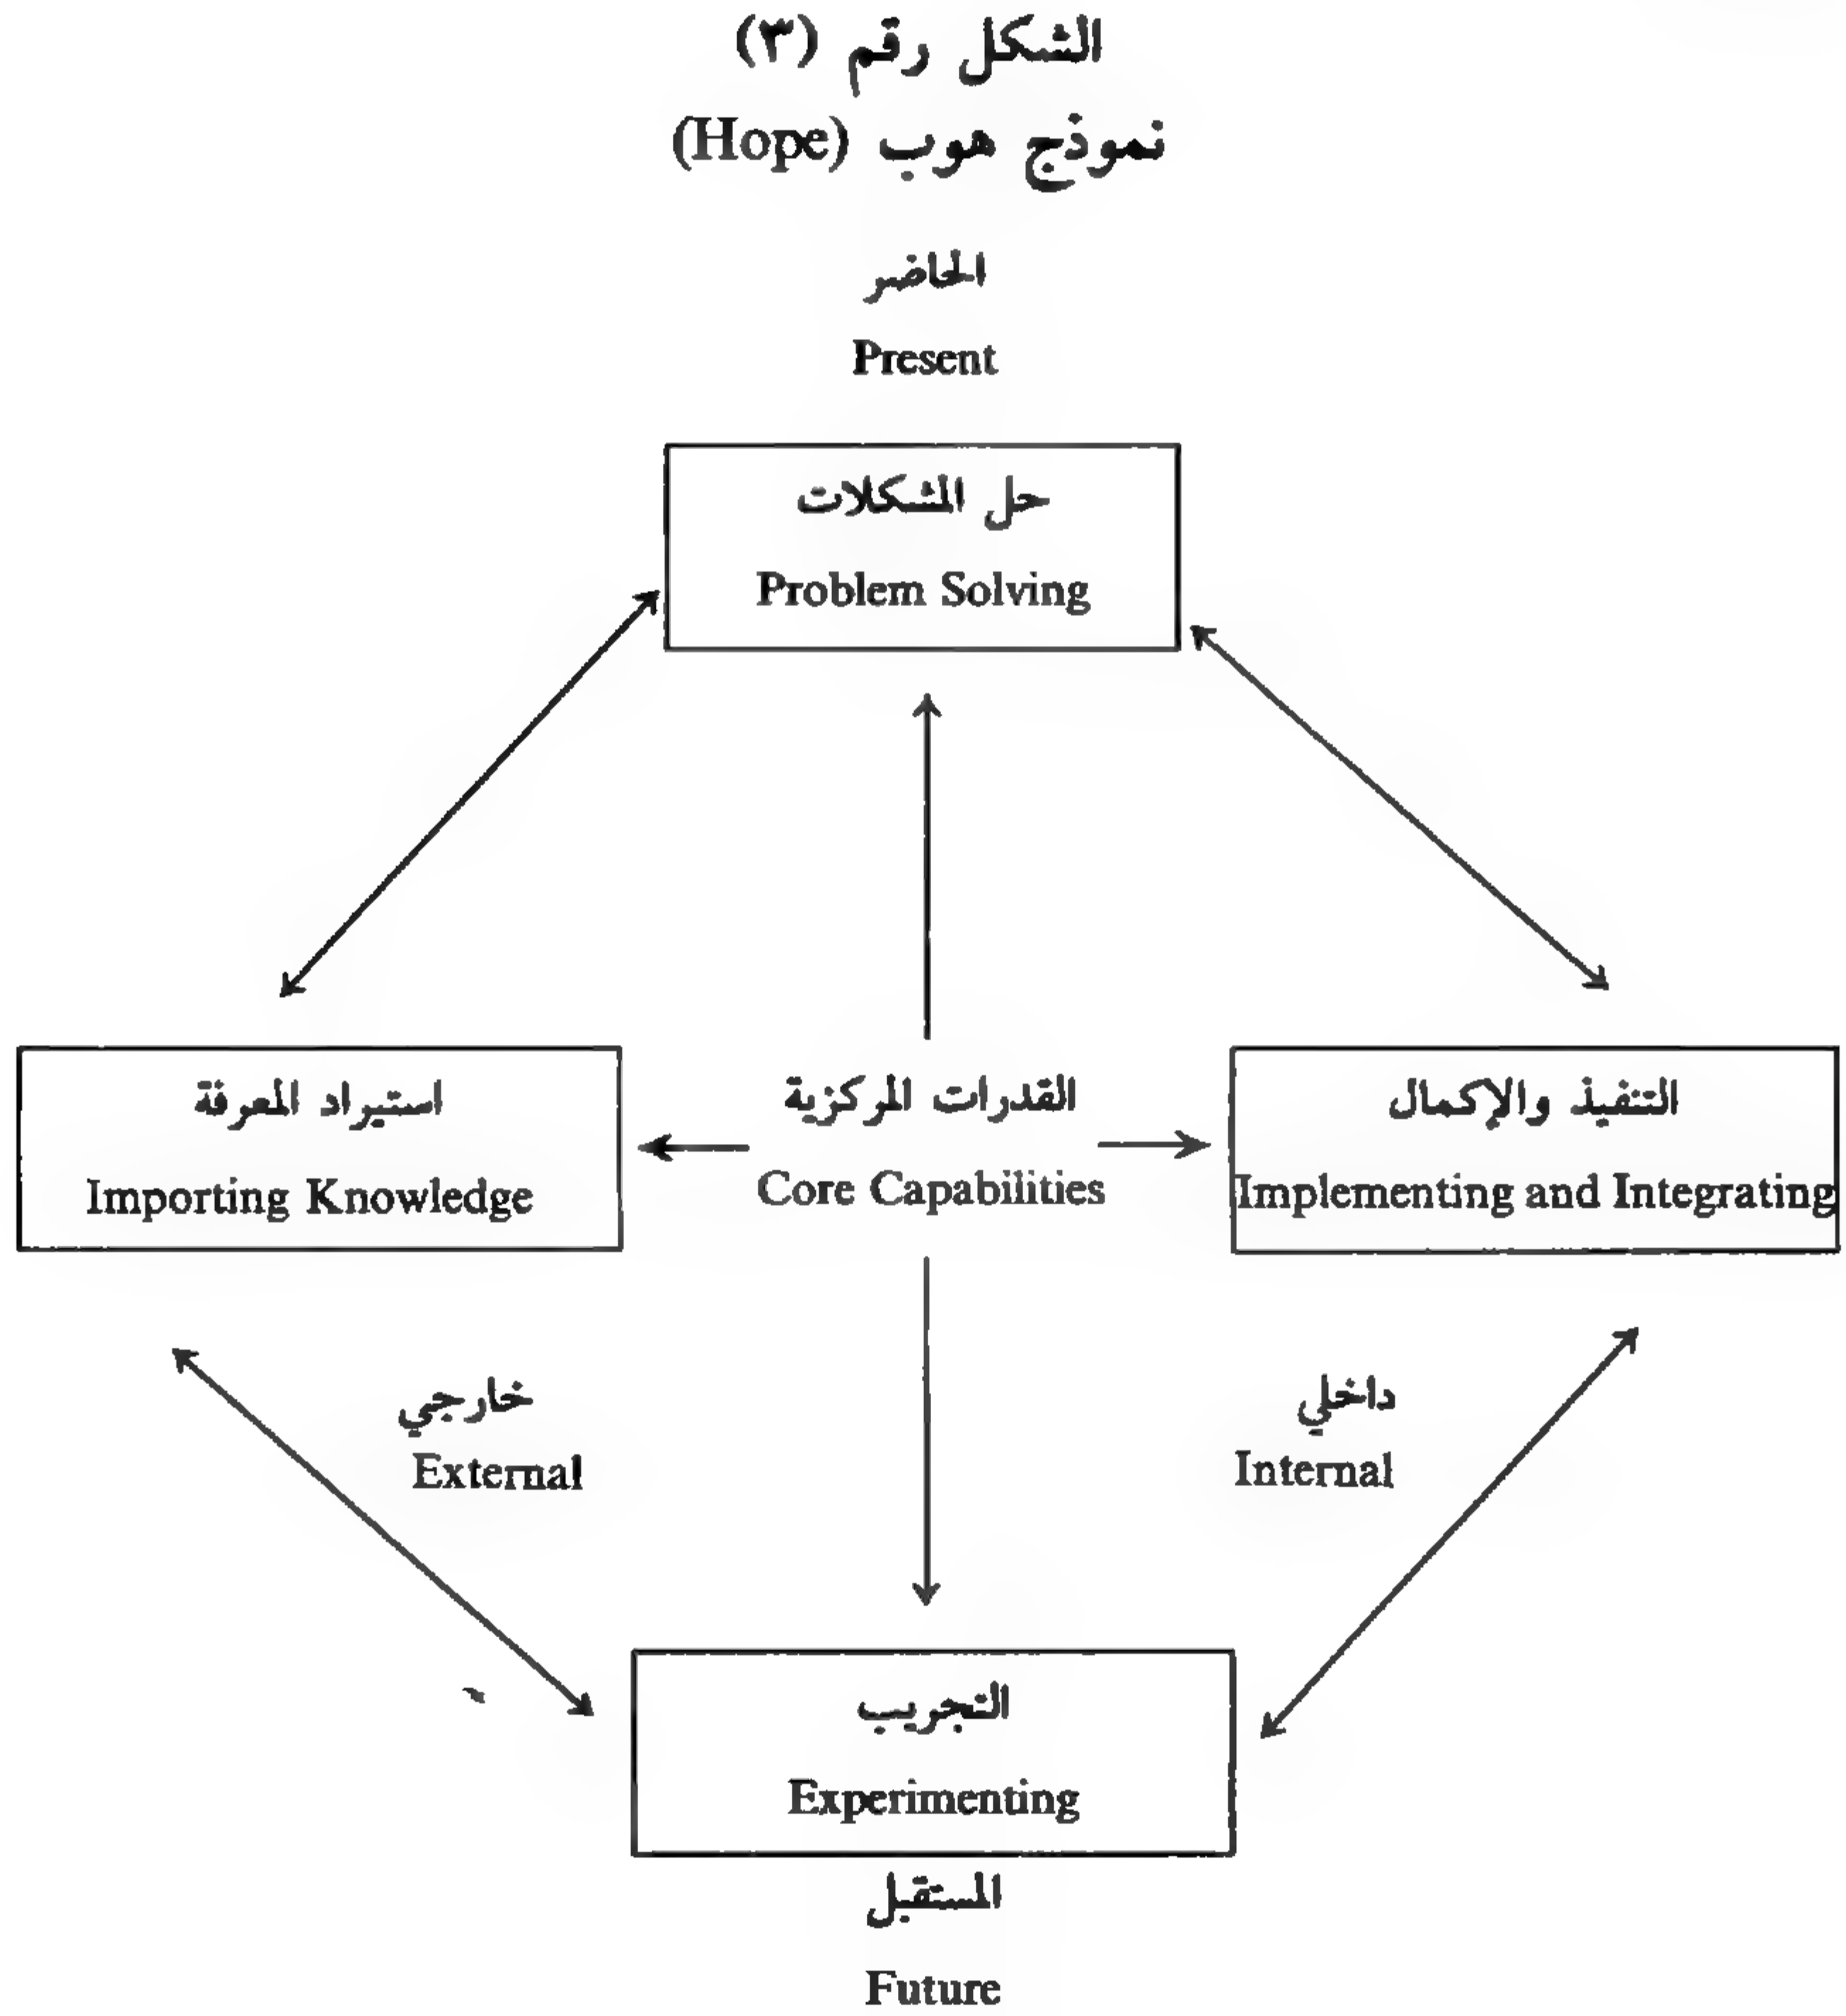 الشكل رقم (٣)
نموذج هوب (Hope)
الحاضر
Present
حل المشكلات
Problem Solving
استيراد المعرفة
Importing Knowledge
القدرات المركزية
Core Capabilities
التنفيذ والإكمال
Implementing and Integrating
خارجي
External
داخلي
Internal
التجريب
Experimenting
المستقبل
Future